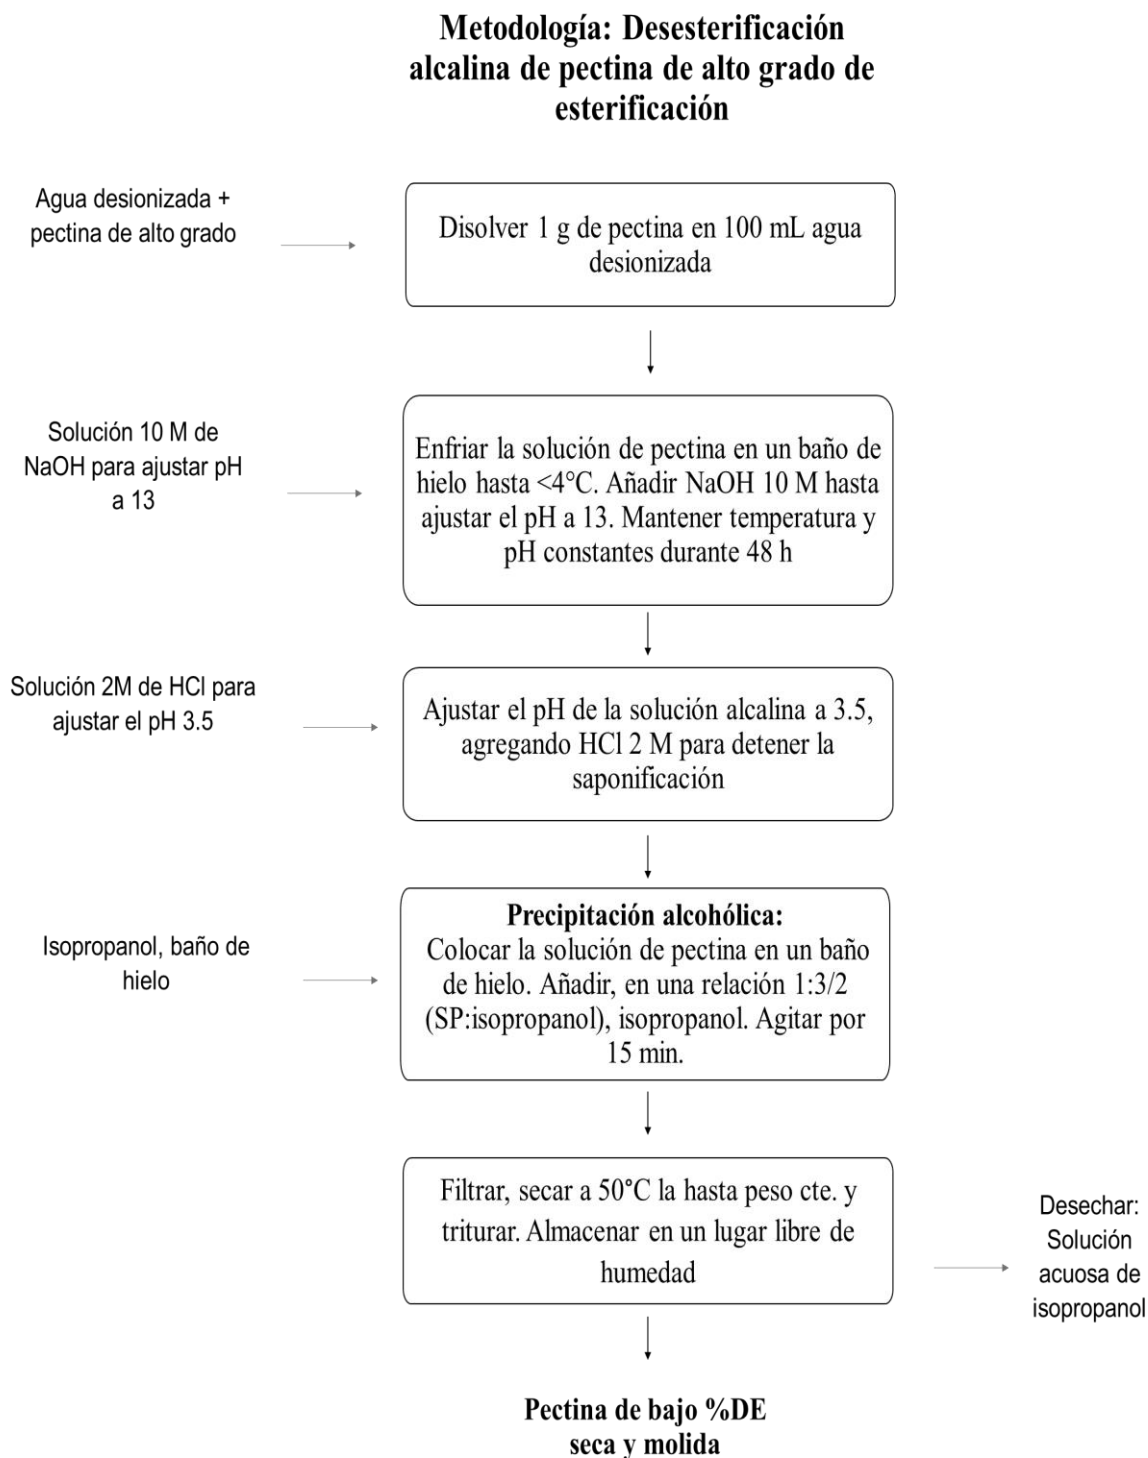 Metodología: Desesterificación
alcalina de pectina de alto grado de
esterificación
Agua desionizada +
pectina de alto grado
Disolver 1 g de pectina en 100 mL agua
desionizada
Solución 10 M de
NaOH para ajustar pH
a 13
Enfriar la solución de pectina en un baño de
hielo hasta <4°C. Añadir NaOH 10 M hasta
ajustar el pH a 13. Mantener temperatura y
pH constantes durante 48 h
Solución 2M de HCl para
ajustar el pH 3.5
Ajustar el pH de la solución alcalina a 3.5,
agregando HCl 2 M para detener la
saponificación
Isopropanol, baño de
hielo
Precipitación alcohólica:
Colocar la solución de pectina en un baño
de hielo. Añadir, en una relación 1:3/2
(SP:isopropanol), isopropanol. Agitar por
15 min.
Filtrar, secar a 50°C la hasta peso cte. y
triturar. Almacenar en un lugar libre de
humedad
Desechar:
Solución
acuosa de
isopropanol
Pectina de bajo %DE
seca y molida